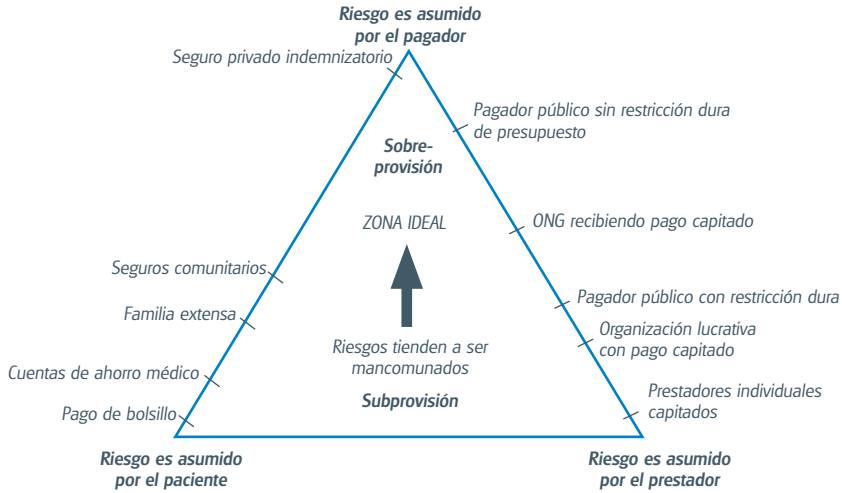 Riesgo es asumido
por el pagador
Seguro privado indemnizatorio
Pagador público sin restricción dura
de presupuesto
Sobre-
provisión
ZONA IDEAL
ONG recibiendo pago capitado
Seguros comunitarios
Familia extensa
Pagador público con restricción dura
Organización lucrativa
con pago capitado
Riesgos tienden a ser
mancomunados
Cuentas de ahorro médico
Subprovisión
Prestadores individuales
capitados
Pago de bolsillo
Riesgo es asumido
por el paciente
Riesgo es asumido
por el prestador